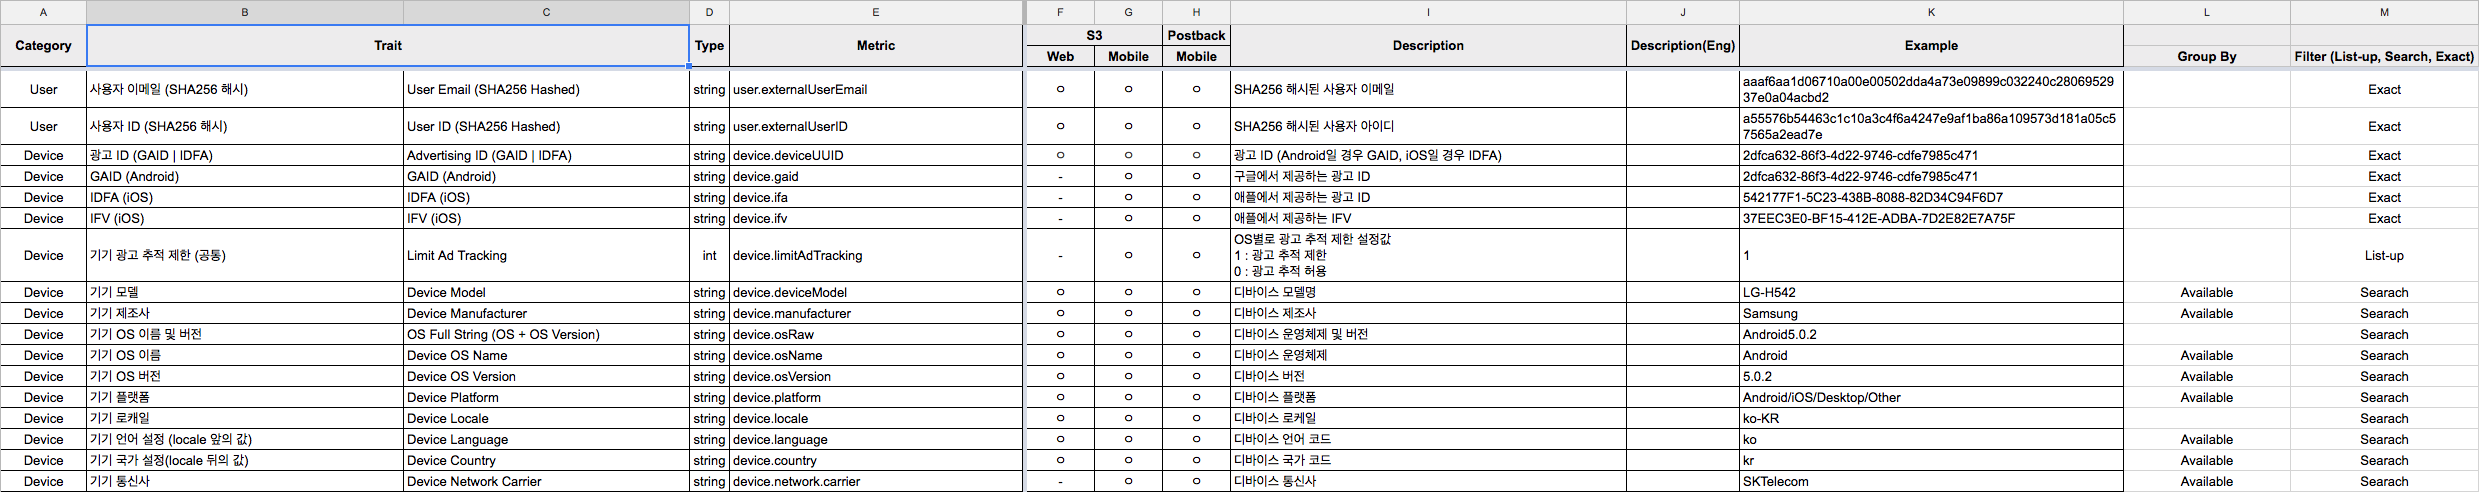 A B C D E F G H I J K L M
Category Trait Type Metric S3 Postback Description Description(Eng) Example
Web Mobile Mobile Group By Filter (List-up, Search, Exact)
User 사용자 이메일 (SHA256 해시) User Email (SHA256 Hashed) string user.externalUserEmail ㅇ ㅇ ㅇ SHA256 해시된 사용자 이메일 aaaf6aa1d06710a00e00502dda4a73e09899c032240c28069529 Exact
37e0a04acbd2
User 사용자 ID (SHA256 해시) User ID (SHA256 Hashed) string user.externalUserID ㅇ ㅇ ㅇ SHA256 해시된 사용자 아이디 a55576b54463c1c10a3c4f6a4247e9af1ba86a109573d181a05c5 Exact
7565a2ead7e
Device 광고 ID (GAID | IDFA) Advertising ID (GAID | IDFA) string device.deviceUUID ㅇ ㅇ ㅇ 광고 ID (Android일 경우 GAID, iOS일 경우 IDFA) 2dfca632-86f3-4d22-9746-cdfe7985c471 Exact
Device GAID (Android) GAID (Android) string device.gaid - ㅇ ㅇ 구글에서 제공하는 광고 ID 2dfca632-86f3-4d22-9746-cdfe7985c471 Exact
Device IDFA (iOS) IDFA (iOS) string device.ifa - ㅇ ㅇ 애플에서 제공하는 광고 ID 542177F1-5C23-438B-8088-82D34C94F6D7 Exact
Device IFV (iOS) IFV (iOS) string device.ifv - ㅇ ㅇ 애플에서 제공하는 IFV 37EEC3E0-BF15-412E-ADBA-7D2E82E7A75F Exact
Device 기기 광고 추적 제한 (공통) Limit Ad Tracking int device.limitAdTracking - ㅇ ㅇ OS별로 광고 추적 제한 설정값 1 List-up
1 : 광고 추적 제한
0 : 광고 추적 허용
Device 기기 모델 Device Model string device.deviceModel ㅇ ㅇ ㅇ 디바이스 모델명 LG-H542 Available Searach
Device 기기 제조사 Device Manufacturer string device.manufacturer ㅇ ㅇ ㅇ 디바이스 제조사 Samsung Available Searach
Device 기기 OS 이름 및 버전 OS Full String (OS + OS Version) string device.osRaw ㅇ ㅇ ㅇ 디바이스 운영체제 및 버전 Android5.0.2 Searach
Device 기기 OS 이름 Device OS Name string device.osName ㅇ ㅇ ㅇ 디바이스 운영체제 Android Available Searach
Device 기기 OS 버전 Device OS Version string device.osVersion ㅇ ㅇ ㅇ 디바이스 버전 5.0.2 Available Searach
Device 기기 플랫폼 Device Platform string device.platform ㅇ ㅇ ㅇ 디바이스 플랫폼 Android/iOS/Desktop/Other Available Searach
Device 기기 로캐일 Device Locale string device.locale ㅇ ㅇ ㅇ 디바이스 로케일 ko-KR Searach
Device 기기 언어 설정 (locale 앞의 값) Device Language string device.language ㅇ ㅇ ㅇ 디바이스 언어 코드 ko Available Searach
Device 기기 국가 설정(locale 뒤의 값) Device Country string device.country ㅇ ㅇ ㅇ 디바이스 국가 코드 kr Available Searach
Device 기기 통신사 Device Network Carrier string device.network.carrier - ㅇ ㅇ 디바이스 통신사 SKTelecom Available Searach